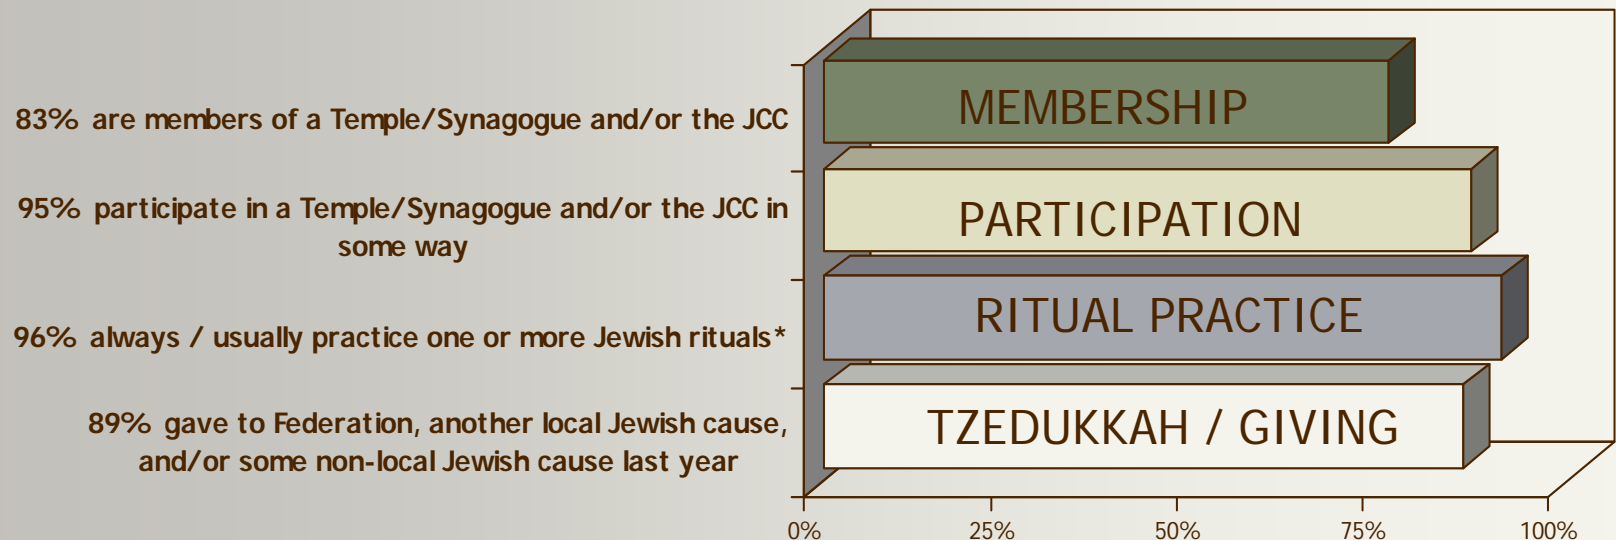 83% are members of a Temple/Synagogue and/or the JCC
MEMBERSHIP
95% participate in a Temple/Synagogue and/or the JCC in
some way
PARTICIPATION
96% always / usually practice one or more Jewish rituals*
RITUAL PRACTICE
89% gave to Federation, another local Jewish cause,
and/or some non-local Jewish cause last year
TZEDUKKAH / GIVING
0% 25% 50% 75% 100%